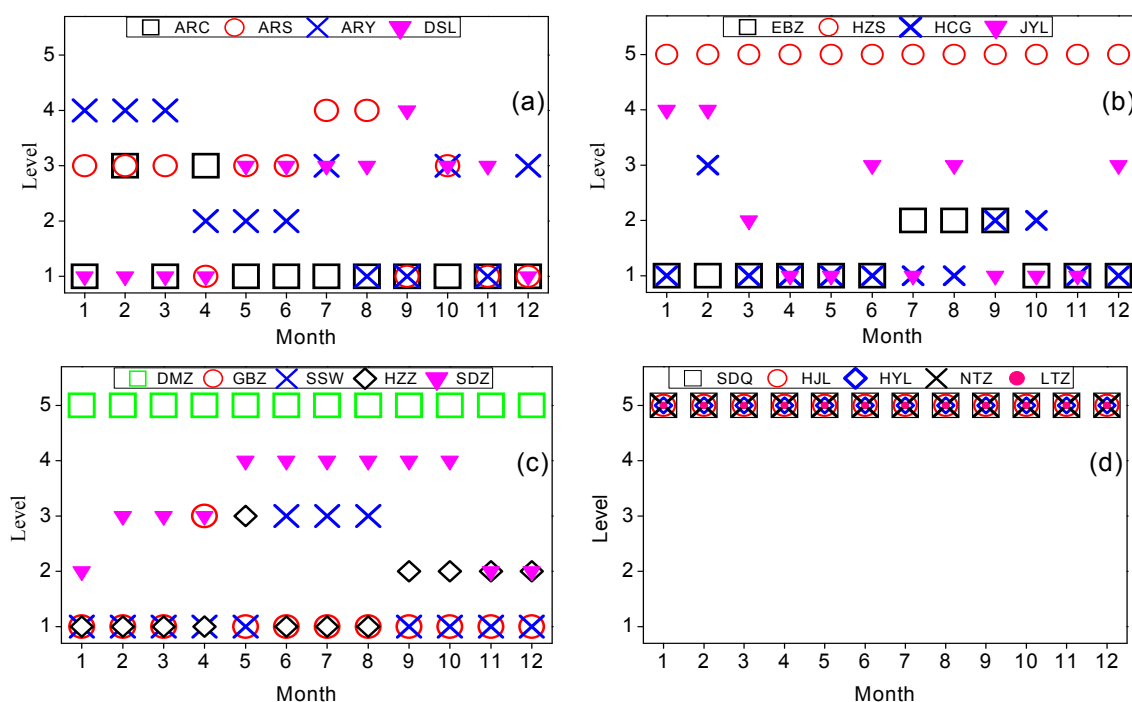 ARC ARS ARY DSL
(a)
5
4
3
2
1
Level
1 2 3 4 5 6 7 8 9 10 11 12
Month
EBZ HZS HCG JYL
(b)
5
4
3
2
1
Level
1 2 3 4 5 6 7 8 9 10 11 12
Month
DMZ GBZ SSW HZZ SDZ
(c)
5
4
3
2
1
Level
1 2 3 4 5 6 7 8 9 10 11 12
Month
SDQ HJL HYL NTZ LTZ
(d)
5
4
3
2
1
Level
1 2 3 4 5 6 7 8 9 10 11 12
Month